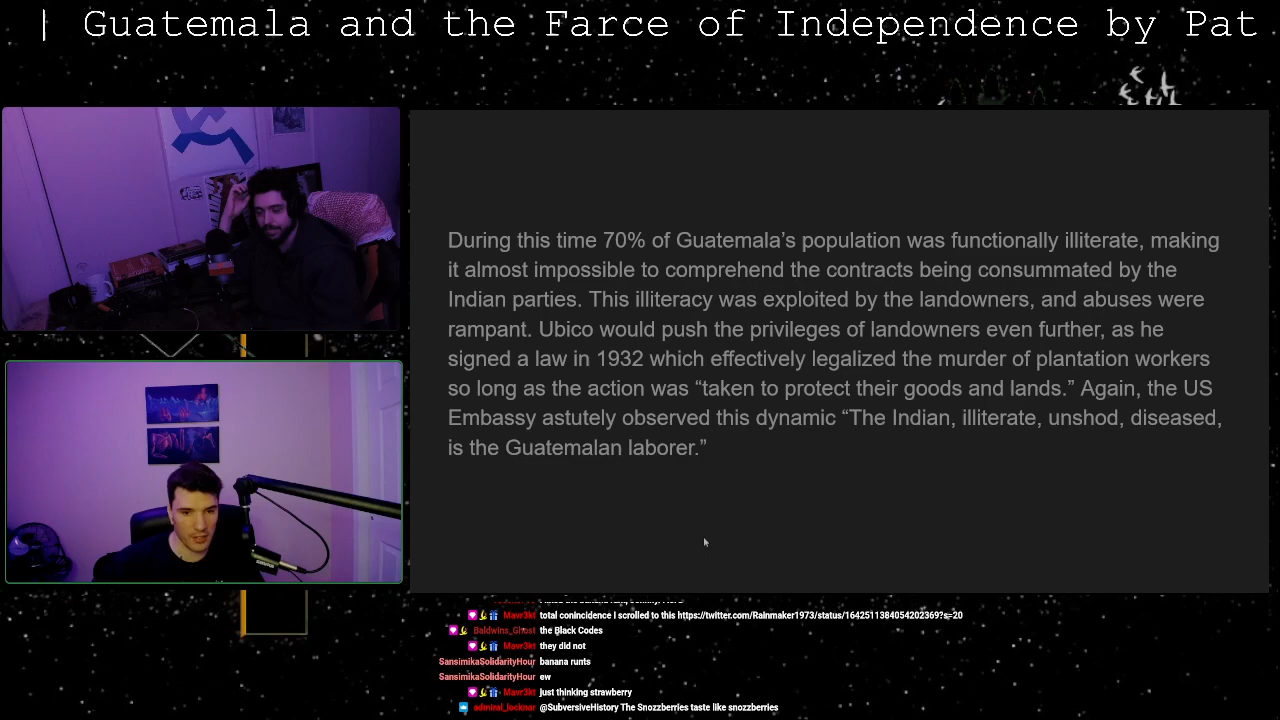 | Guatemala and the Farce of Independence by Pat
During this time 70% of Guatemala’s population was functionally illiterate, making
it almost impossible to comprehend the contracts being consummated by the
Indian parties. This illiteracy was exploited by the landowners, and abuses were
rampant. Ubico would push the privileges of landowners even further, as he
signed a law in 1932 which effectively legalized the murder of plantation workers
so long as the action was “taken to protect their goods and lands.” Again, the US
Embassy astutely observed this dynamic “The Indian, illiterate, unshod, diseased,
is the Guatemalan laborer.”
Mavr3kt total conincidence I scrolled to this https://twitter.com/Rainmaker1973/status/1642511384054202369?s=20
Baldwins_Ghost the Black Codes
Mavr3kt they did not
SansimikaSolidarityHour banana runts
SansimikaSolidarityHour ew
Mavr3kt just thinking strawberry
admiral_locknar @SubversiveHistory The Snozzberries taste like snozzberries